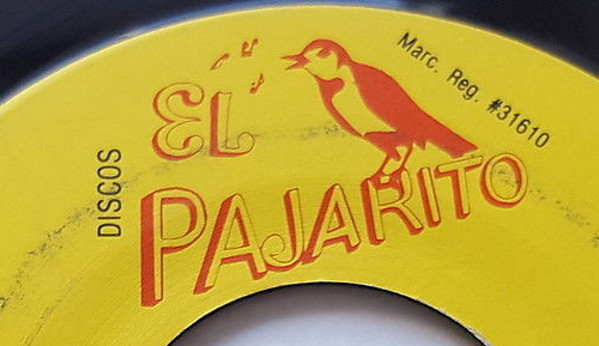 DISCOS
EL
PAJARITO
Marc. Reg. #31610